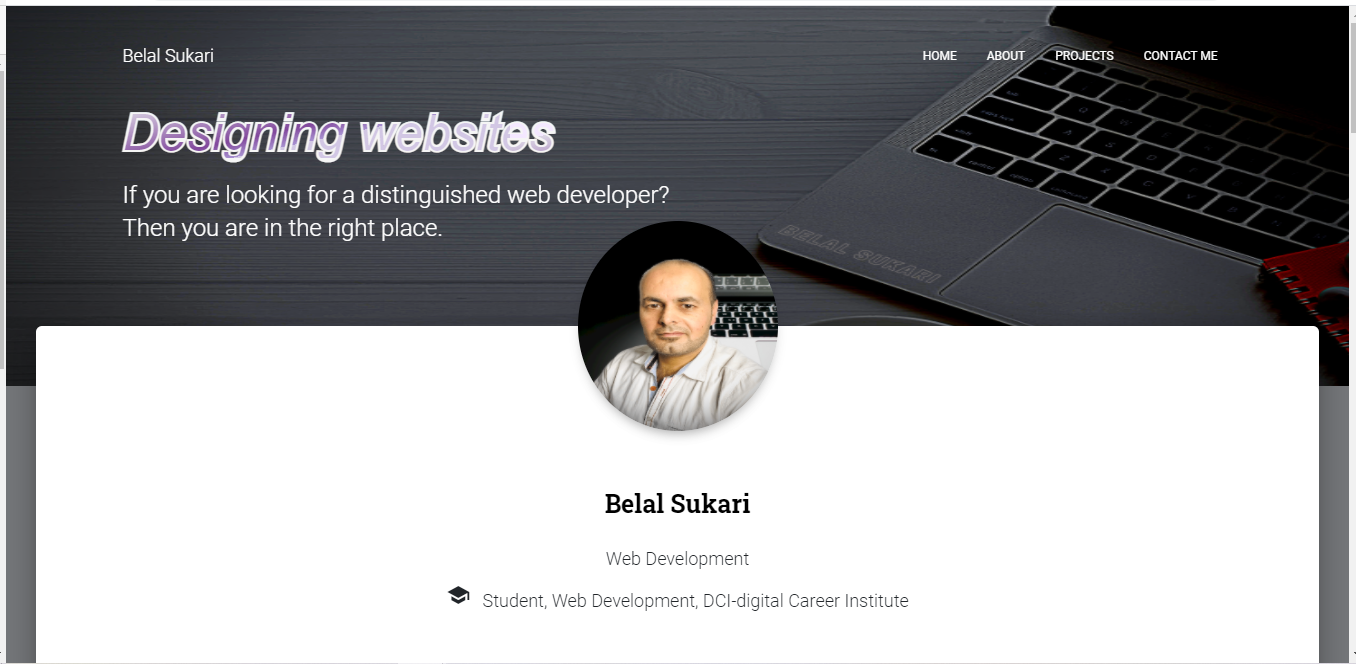 Belal Sukari
HOME ABOUT PROJECTS CONTACT ME
Designing websites
If you are looking for a distinguished web developer?
Then you are in the right place.
BELAL SUKARI
Belal Sukari
Web Development
Student, Web Development, DCI-digital Career Institute